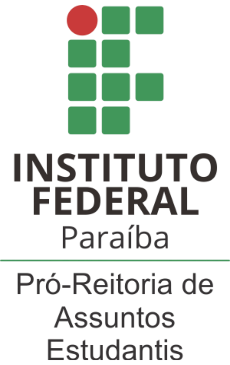 INSTITUTO
FEDERAL
Paraíba
Pró-Reitoria de
Assuntos
Estudantis